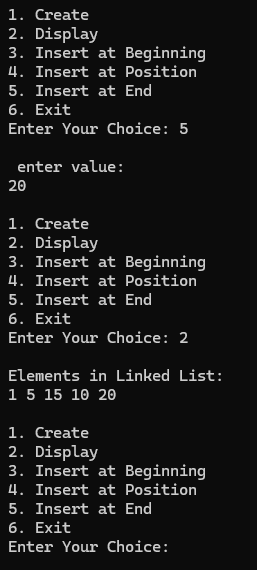 1. Create
2. Display
3. Insert at Beginning
4. Insert at Position
5. Insert at End
6. Exit
Enter Your Choice: 5
enter value:
20
1. Create
2. Display
3. Insert at Beginning
4. Insert at Position
5. Insert at End
6. Exit
Enter Your Choice: 2
Elements in Linked List:
1 5 15 10 20
1. Create
2. Display
3. Insert at Beginning
4. Insert at Position
5. Insert at End
6. Exit
Enter Your Choice: